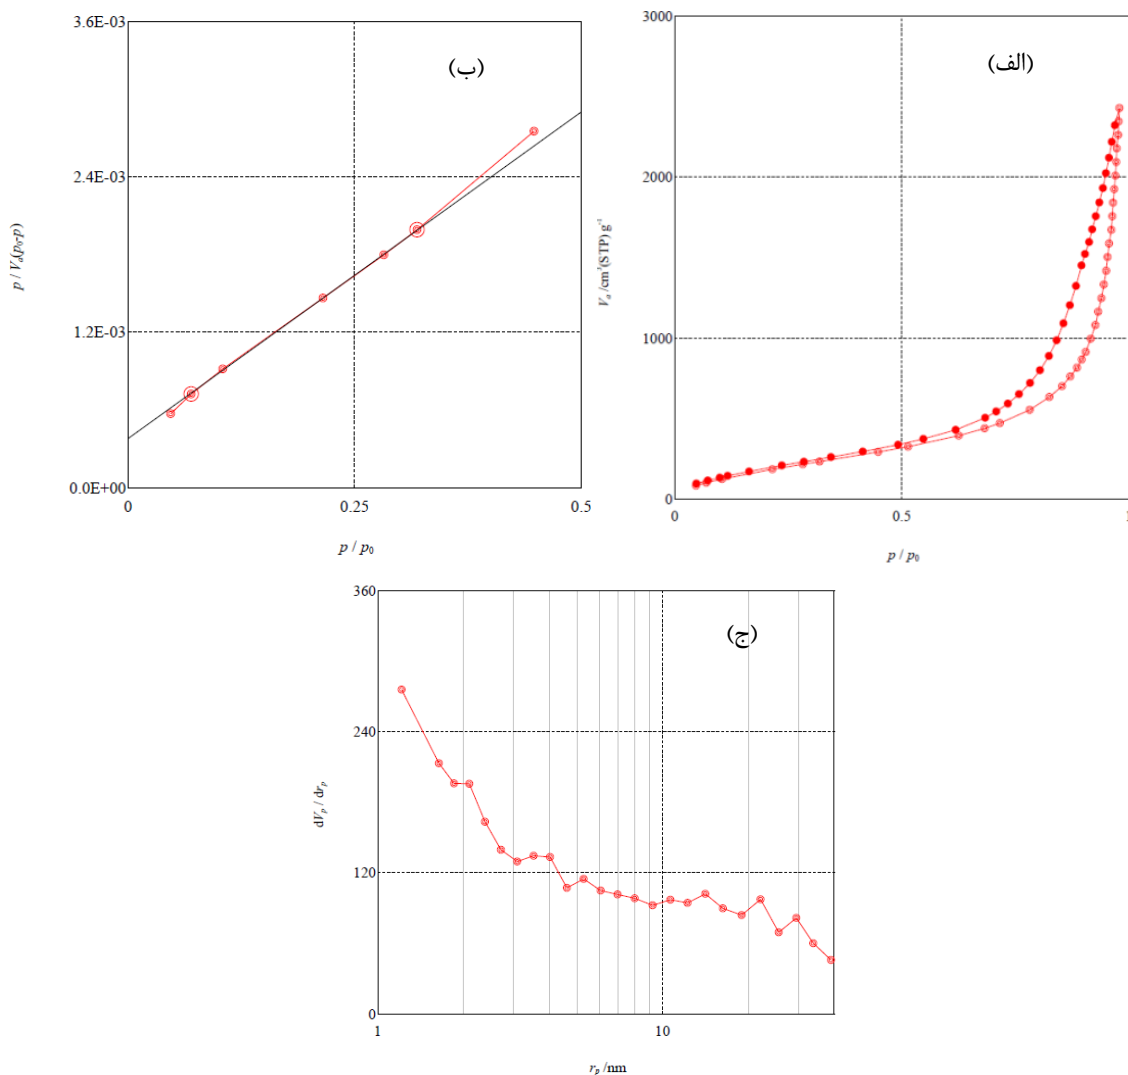 (ب)
3.6E-03
2.4E-03
1.2E-03
0.0E+00
0
0.25
0.5
p / Vₐ(p₀-p)
p / p₀
(الف)
3000
2000
1000
0
0
0.5
1
Vₐ /cm³(STP) g⁻¹
p / p₀
(ج)
360
240
120
0
1
10
dVₚ / drₚ
rₚ /nm